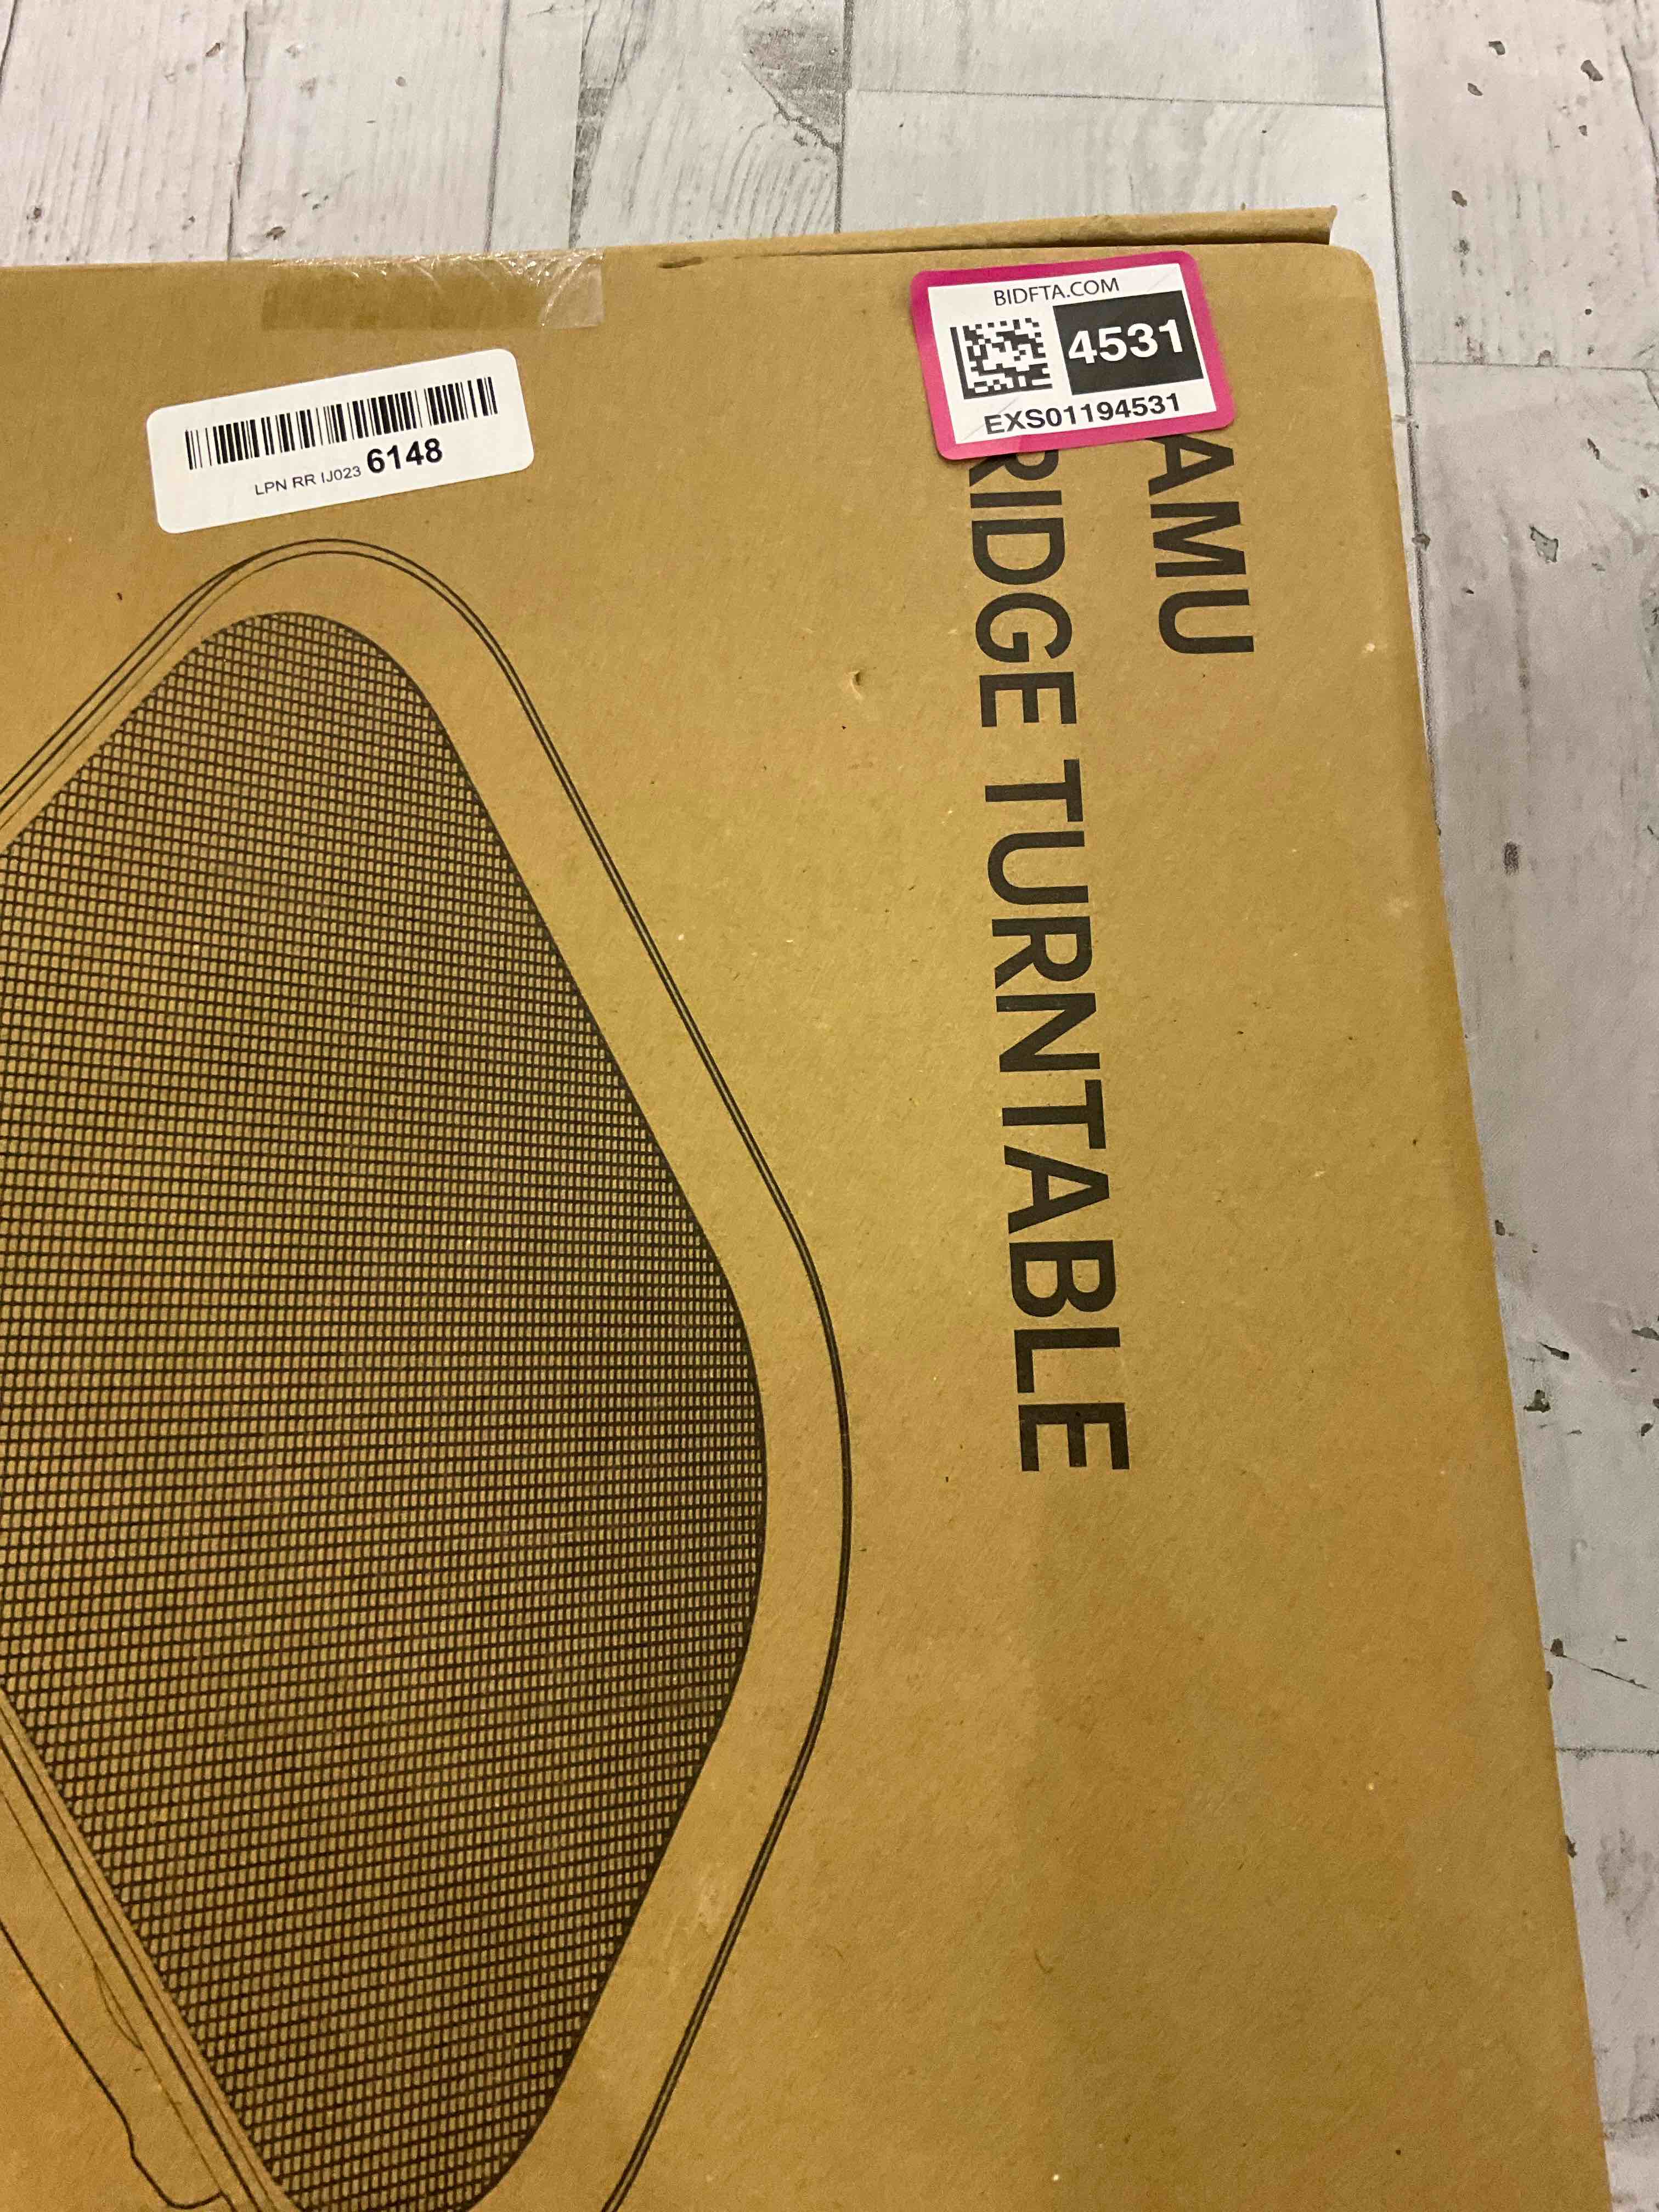 BIDFTA.COM
4531
EXS01194531
LPN RR IJ023 6148
AMU
RIDGE TURNTABLE